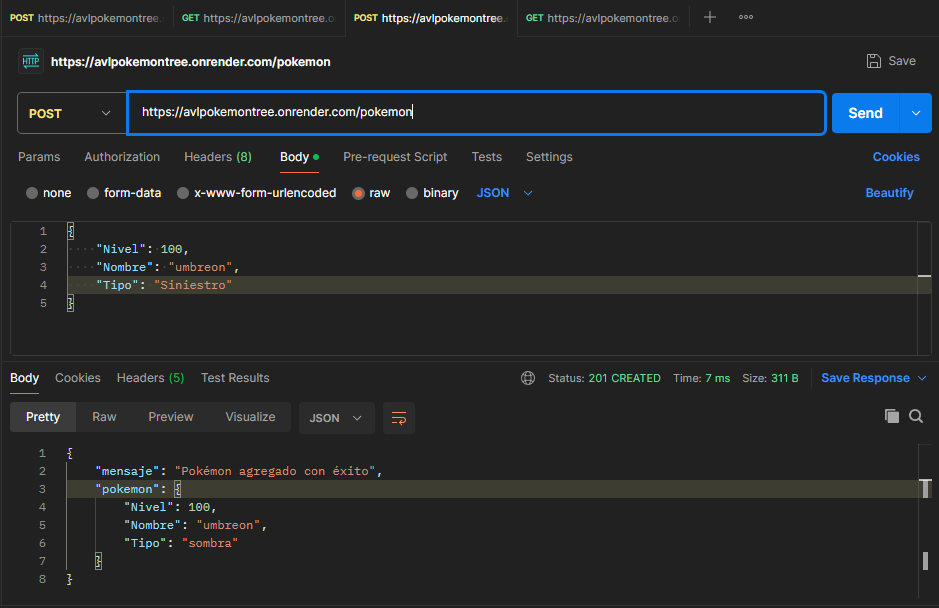 POST https://avlpokemontree. GET https://avlpokemontree.o POST https://avlpokemontree. GET https://avlpokemontree.o
HTTP https://avlpokemontree.onrender.com/pokemon Save
POST https://avlpokemontree.onrender.com/pokemon Send
Params Authorization Headers (8) Body Pre-request Script Tests Settings Cookies
none form-data x-www-form-urlencoded raw binary JSON Beautify
1 {
2 "Nivel": 100,
3 "Nombre": "umbreon",
4 "Tipo": "Siniestro"
5 }
Body Cookies Headers (5) Test Results Status: 201 CREATED Time: 7 ms Size: 311 B Save Response
Pretty Raw Preview Visualize JSON
1 {
2 "mensaje": "Pokémon agregado con éxito",
3 "pokemon": {
4 "Nivel": 100,
5 "Nombre": "umbreon",
6 "Tipo": "sombra"
7 }
8 }